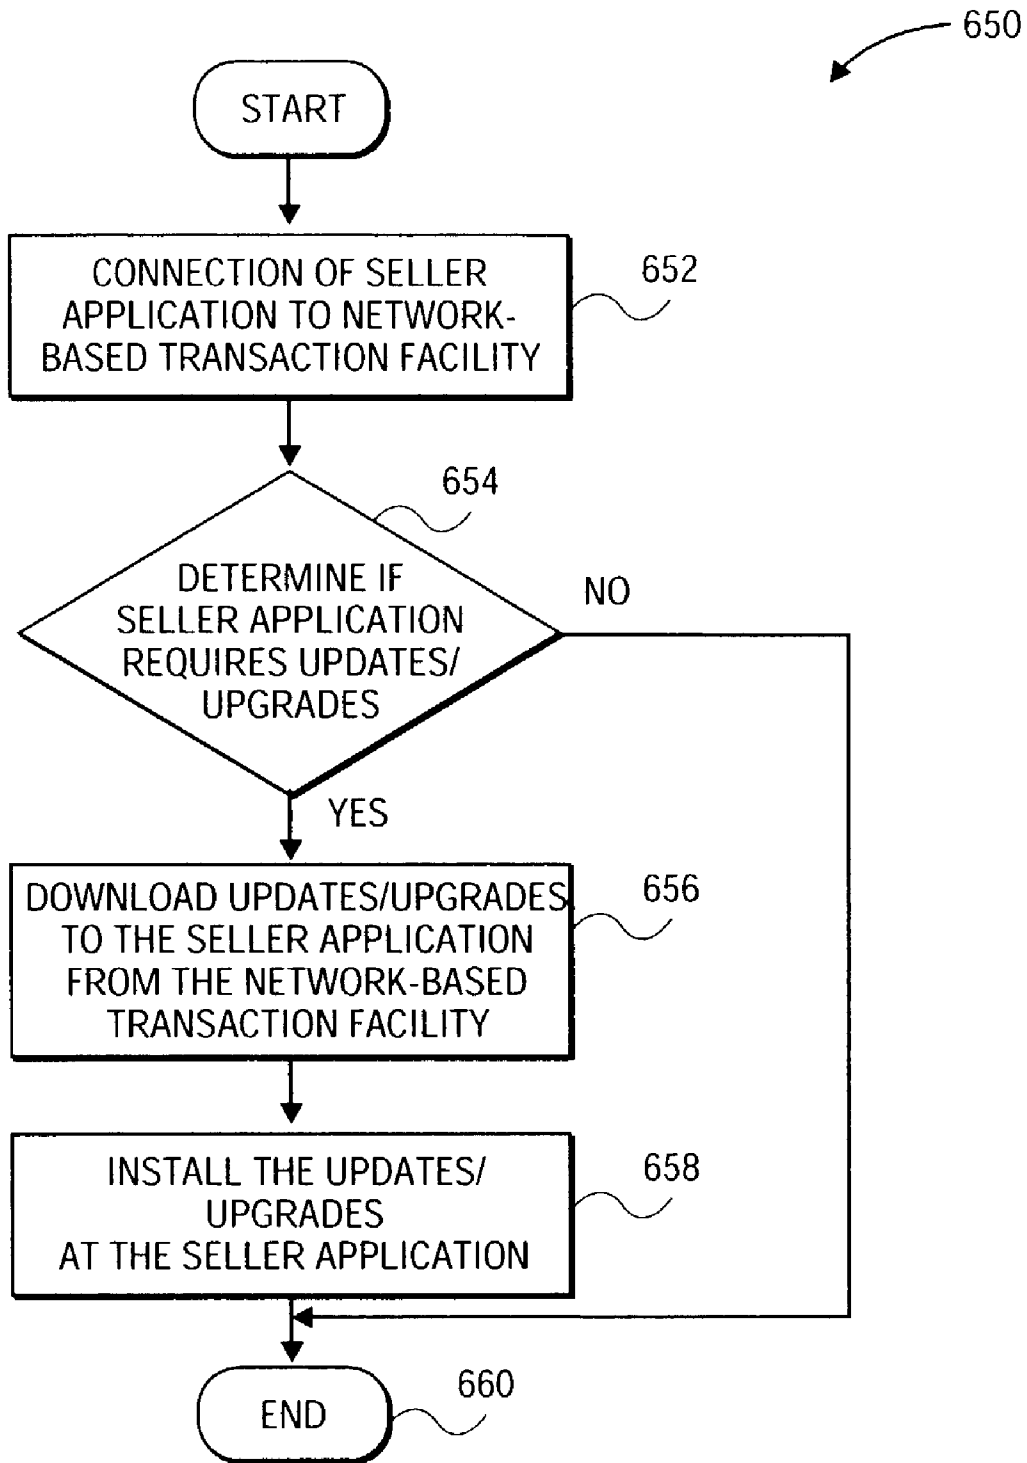 650
START
CONNECTION OF SELLER
APPLICATION TO NETWORK-
BASED TRANSACTION FACILITY
652
654
DETERMINE IF
SELLER APPLICATION
REQUIRES UPDATES/
UPGRADES
NO
YES
DOWNLOAD UPDATES/UPGRADES
TO THE SELLER APPLICATION
FROM THE NETWORK-BASED
TRANSACTION FACILITY
656
INSTALL THE UPDATES/
UPGRADES
AT THE SELLER APPLICATION
658
END
660